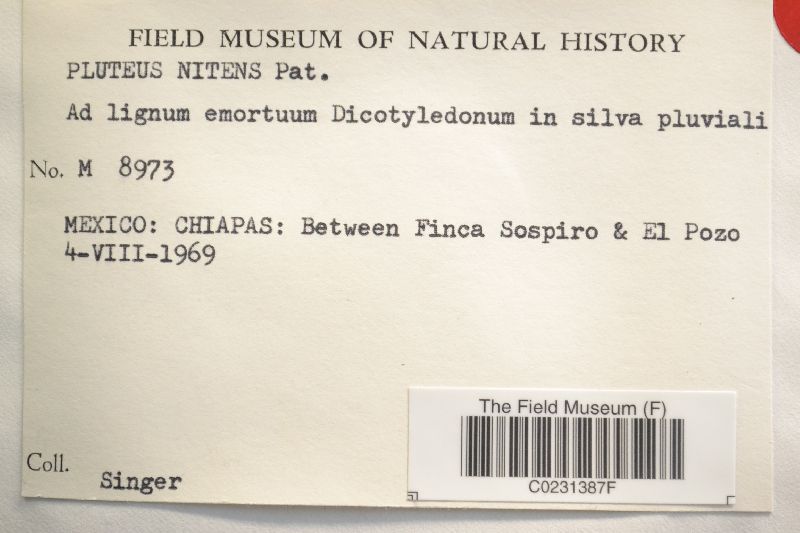 FIELD MUSEUM OF NATURAL HISTORY
PLUTEUS NITENS Pat.
Ad lignum emortuum Dicotyledonum in silva pluviali
No. M 8973
MEXICO: CHIAPAS: Between Finca Sospiro & El Pozo
4-VIII-1969
The Field Museum (F)
C0231387F
Coll. Singer